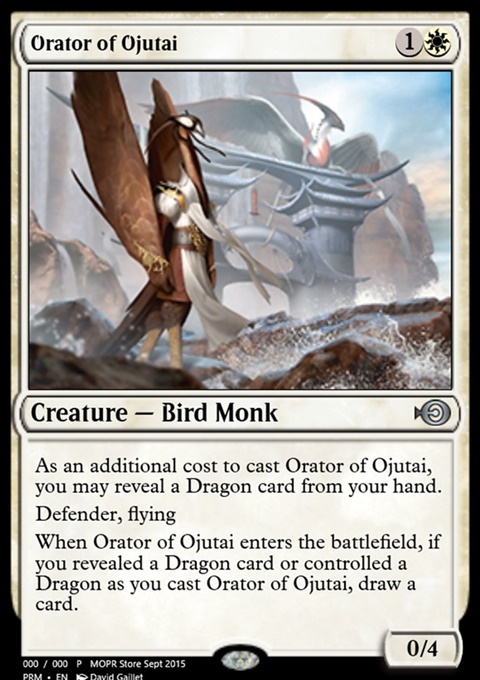 Orator of Ojutai 1
Creature — Bird Monk
As an additional cost to cast Orator of Ojutai,
you may reveal a Dragon card from your hand.
Defender, flying
When Orator of Ojutai enters the battlefield, if
you revealed a Dragon card or controlled a
Dragon as you cast Orator of Ojutai, draw a
card.
0/4
000 / 000 P MOPR Store Sept 2015
PRM • EN David Gaillet